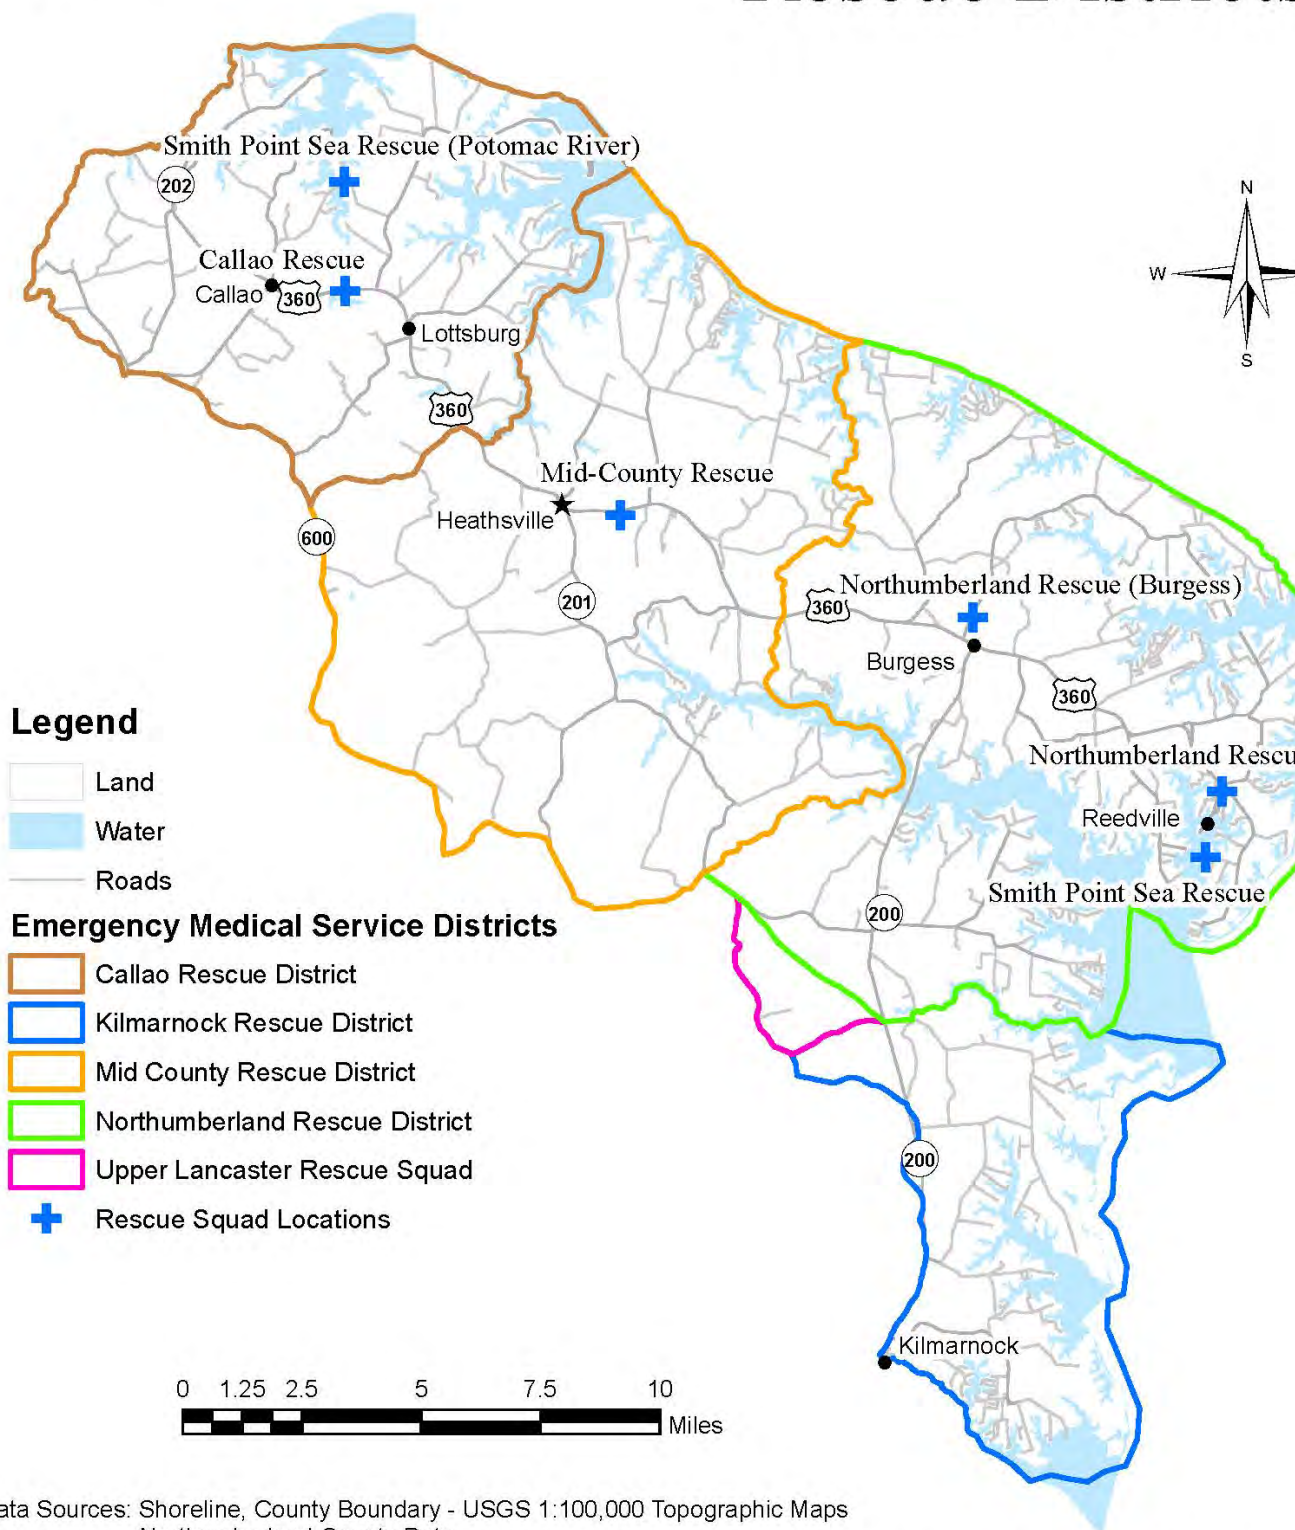 N
W
S
Smith Point Sea Rescue (Potomac River)
202
Callao Rescue
Callao
360
Lottsburg
360
Mid-County Rescue
Heathsville
600
201
Northumberland Rescue (Burgess)
360
Burgess
360
Northumberland Rescu
Reedville
Smith Point Sea Rescue
200
200
Kilmarnock
Legend
Land
Water
Roads
Emergency Medical Service Districts
Callao Rescue District
Kilmarnock Rescue District
Mid County Rescue District
Northumberland Rescue District
Upper Lancaster Rescue Squad
Rescue Squad Locations
0 1.25 2.5 5 7.5 10
Miles
ata Sources: Shoreline, County Boundary - USGS 1:100,000 Topographic Maps